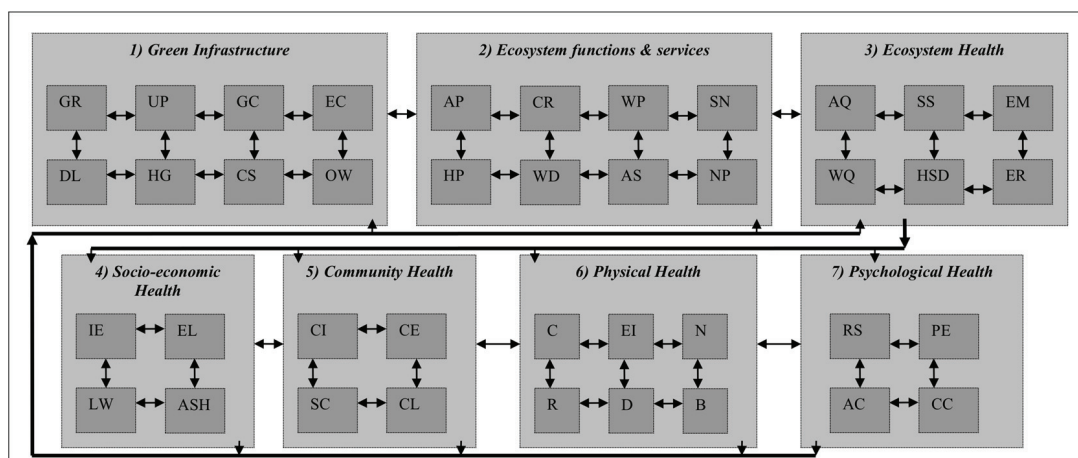 1) Green Infrastructure
2) Ecosystem functions & services
3) Ecosystem Health
GR UP GC EC
AP CR WP SN
AQ SS EM
DL HG CS OW
HP WD AS NP
WQ HSD ER
4) Socio-economic
Health
5) Community Health
6) Physical Health
7) Psychological Health
IE EL
CI CE
C EI N
RS PE
LW ASH
SC CL
R D B
AC CC